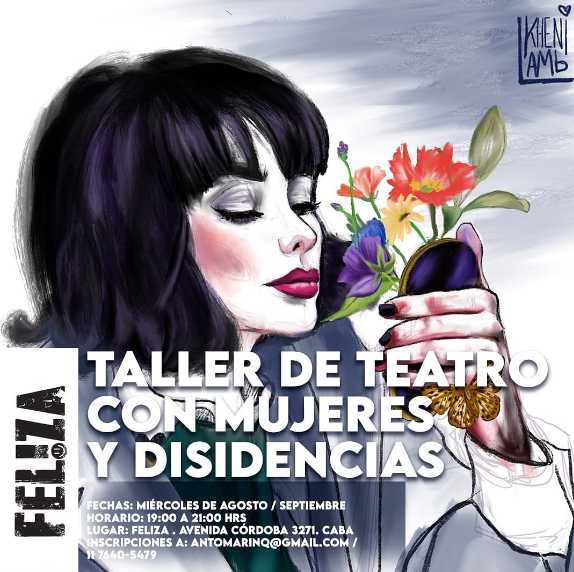 KHENI
AMb
FELIZA
TALLER DE TEATRO
CON MUJERES
Y DISIDENCIAS
FECHAS: MIÉRCOLES DE AGOSTO / SEPTIEMBRE
HORARIO: 19:00 A 21:00 HRS
LUGAR: FELIZA . AVENIDA CÓRDOBA 3271. CABA
INSCRIPCIONES A: ANTOMARINQ@GMAIL.COM /
11 7640-5479